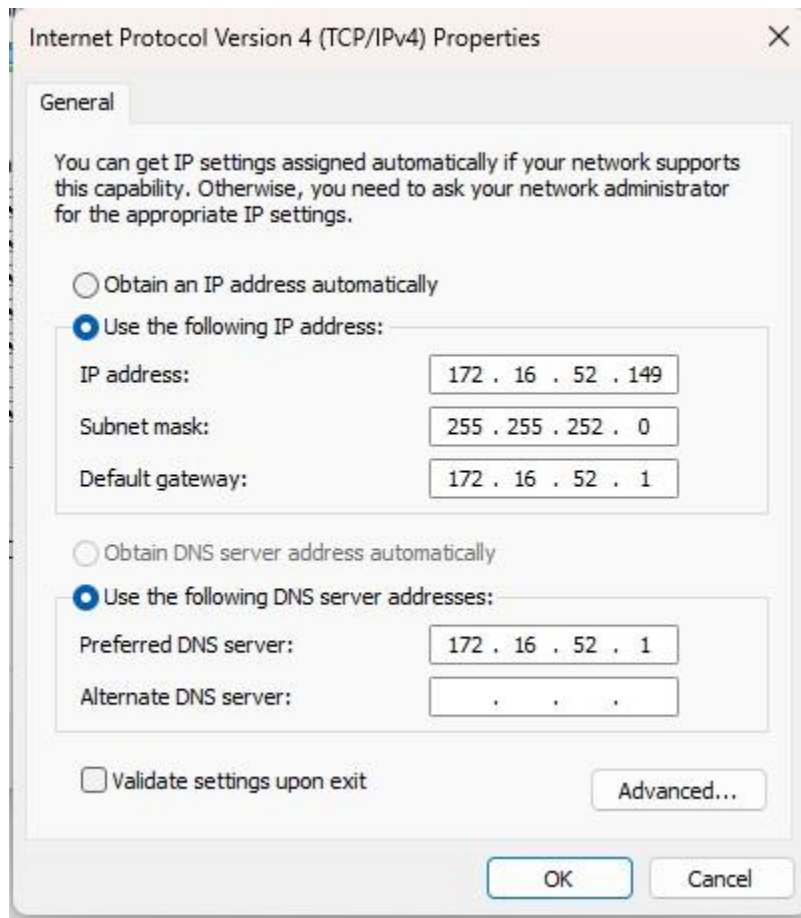 Internet Protocol Version 4 (TCP/IPv4) Properties
General
You can get IP settings assigned automatically if your network supports
this capability. Otherwise, you need to ask your network administrator
for the appropriate IP settings.
Obtain an IP address automatically
Use the following IP address:
IP address: 172 . 16 . 52 . 149
Subnet mask: 255 . 255 . 252 . 0
Default gateway: 172 . 16 . 52 . 1
Obtain DNS server address automatically
Use the following DNS server addresses:
Preferred DNS server: 172 . 16 . 52 . 1
Alternate DNS server: . . .
Validate settings upon exit
Advanced...
OK Cancel